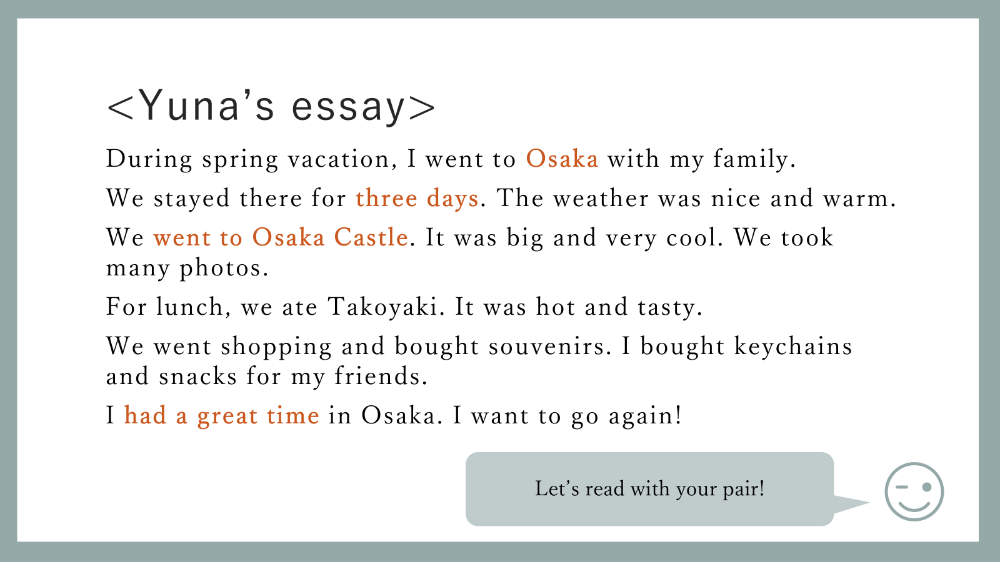 <Yuna’s essay>
During spring vacation, I went to Osaka with my family.
We stayed there for three days. The weather was nice and warm.
We went to Osaka Castle. It was big and very cool. We took
many photos.
For lunch, we ate Takoyaki. It was hot and tasty.
We went shopping and bought souvenirs. I bought keychains
and snacks for my friends.
I had a great time in Osaka. I want to go again!
Let’s read with your pair!